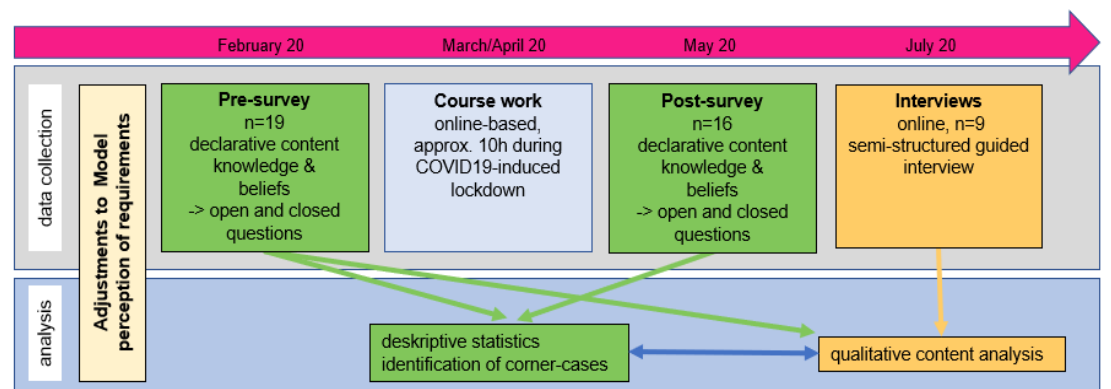 February 20
March/April 20
May 20
July 20
data collection
Adjustments to Model
perception of requirements
Pre-survey
n=19
declarative content
knowledge &
beliefs
-> open and closed
questions
Course work
online-based,
approx. 10h during
COVID19-induced
lockdown
Post-survey
n=16
declarative content
knowledge &
beliefs
-> open and closed
questions
Interviews
online, n=9
semi-structured guided
interview
analysis
deskriptive statistics
identification of corner-cases
qualitative content analysis